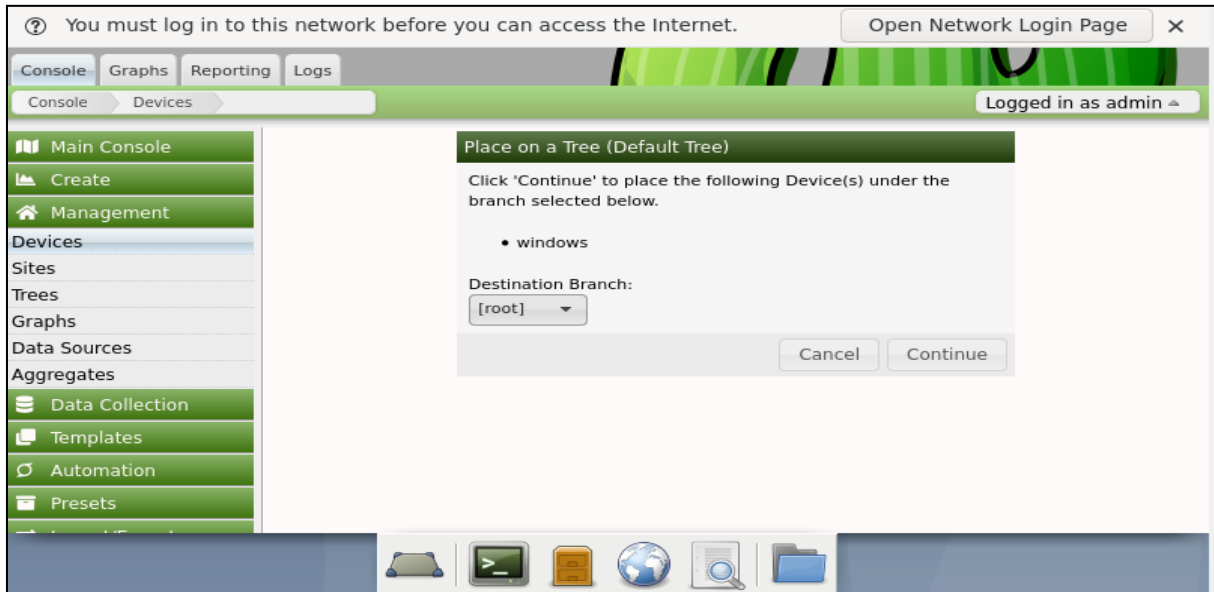 You must log in to this network before you can access the Internet. Open Network Login Page
Console Graphs Reporting Logs
Console Devices Logged in as admin
Main Console
Create
Management
Devices
Sites
Trees
Graphs
Data Sources
Aggregates
Data Collection
Templates
Automation
Presets
Place on a Tree (Default Tree)
Click 'Continue' to place the following Device(s) under the
branch selected below.
• windows
Destination Branch:
[root]
Cancel Continue